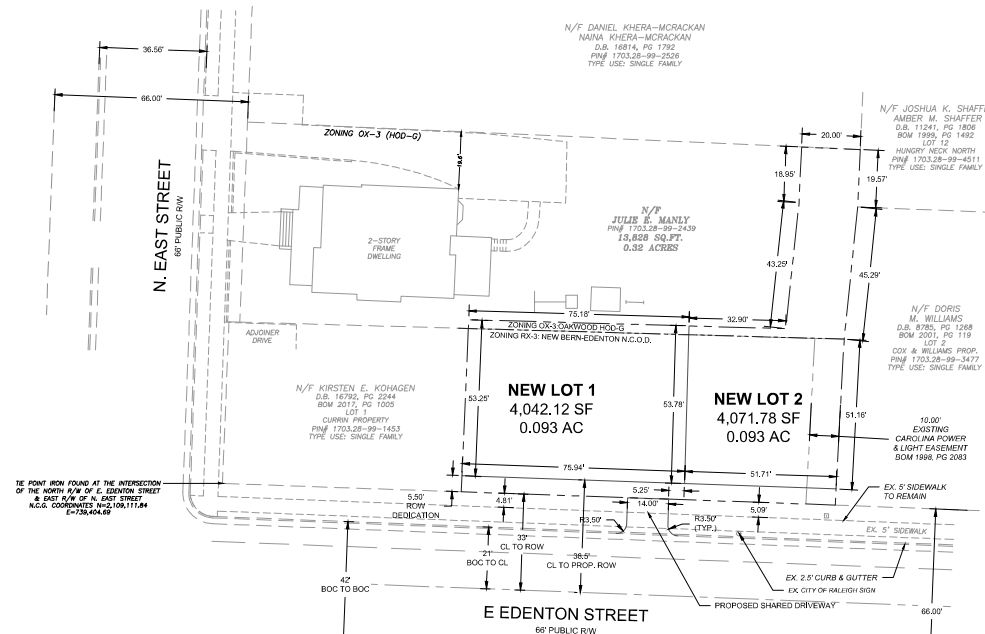 N/F DANIEL KHERA-MCRACKAN
NAINA KHERA-MCRACKAN
D.B. 16814, PG 1792
PIN# 1703.28-99-2526
TYPE USE: SINGLE FAMILY
36.56'
66.00'
N. EAST STREET
66' PUBLIC R/W
ZONING OX-3 (HOD-G)
19.6'
20.00'
N/F JOSHUA K. SHAFF
AMBER M. SHAFFER
D.B. 11241, PG 1806
BOM 1999, PG 1492
LOT 12
HUNGRY NECK NORTH
PIN# 1703.28-99-4511
TYPE USE: SINGLE FAMILY
18.95'
19.57'
N/F
JULIE E. MANLY
PIN# 1703.28-99-2439
13,828 SQ.FT.
0.32 ACRES
2-STORY
FRAME
DWELLING
43.25'
45.29'
75.18'
32.90'
ZONING OX-3:OAKWOOD HOD-G
ZONING RX-3: NEW BERN-EDENTON N.C.O.D.
ADJOINER
DRIVE
N/F DORIS
M. WILLIAMS
D.B. 8785, PG 1268
BOM 2001, PG 119
LOT 2
COX & WILLIAMS PROP.
PIN# 1703.28-99-3477
TYPE USE: SINGLE FAMILY
N/F KIRSTEN E. KOHAGEN
D.B. 16792, PG 2244
BOM 2017, PG 1005
LOT 1
CURRIN PROPERTY
PIN# 1703.28-99-1453
TYPE USE: SINGLE FAMILY
53.25'
NEW LOT 1
4,042.12 SF
0.093 AC
53.78'
NEW LOT 2
4,071.78 SF
0.093 AC
51.16'
10.00'
EXISTING
CAROLINA POWER
& LIGHT EASEMENT
BOM 1998, PG 2083
75.94'
51.71'
TIE POINT IRON FOUND AT THE INTERSECTION
OF THE NORTH R/W OF E. EDENTON STREET
& EAST R/W OF N. EAST STREET
N.C.G. COORDINATES N=2,109,111.84
E=739,404.69
5.50'
ROW
DEDICATION
4.81'
5.25'
14.00'
5.09'
R3.50'
R3.50'
(TYP.)
EX. 5' SIDEWALK
TO REMAIN
EX. 5' SIDEWALK
33'
CL TO ROW
21'
BOC TO CL
38.5'
CL TO PROP. ROW
42'
BOC TO BOC
EX. 2.5' CURB & GUTTER
EX. CITY OF RALEIGH SIGN
PROPOSED SHARED DRIVEWAY
66.00'
E EDENTON STREET
66' PUBLIC R/W